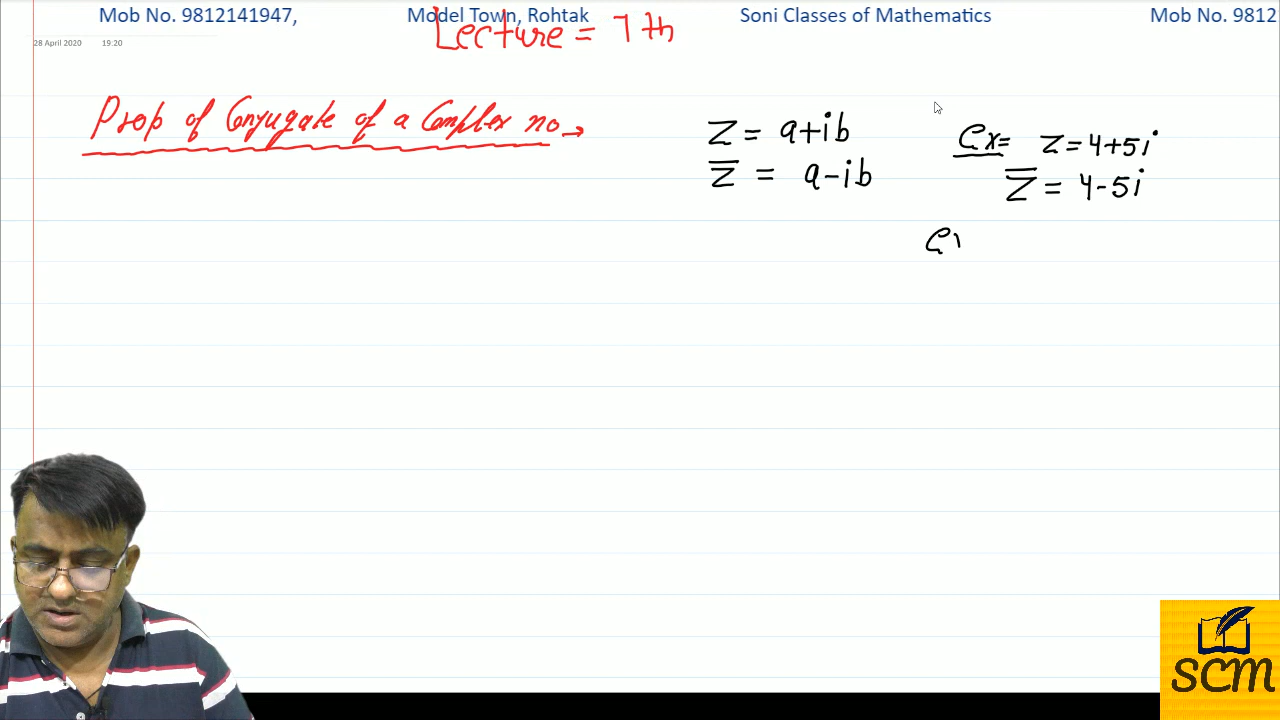 Mob No. 9812141947, Model Town, Rohtak Soni Classes of Mathematics Mob No. 9812
Lecture = 7th
28 April 2020 19:20
Prop of Conjugate of a Complex no →
Z = a+ib
Z̅ = a-ib
Ex= Z=4+5i
Z̅ = 4-5i
SCM